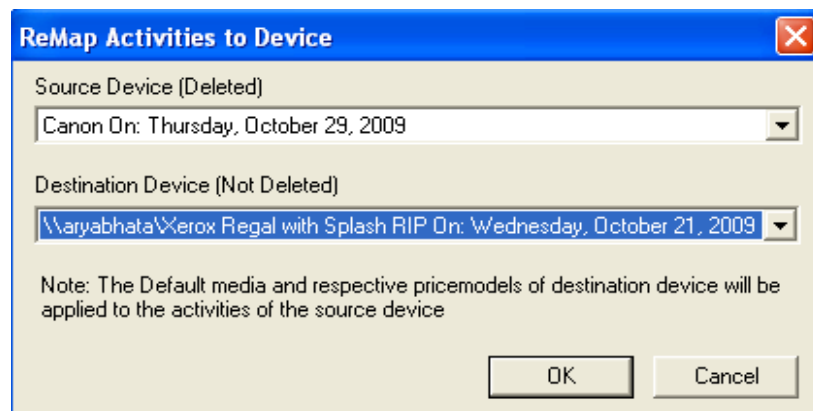 ReMap Activities to Device
Source Device (Deleted)
Canon On: Thursday, October 29, 2009
Destination Device (Not Deleted)
\\aryabhata\Xerox Regal with Splash RIP On: Wednesday, October 21, 2009
Note: The Default media and respective pricemodels of destination device will be
applied to the activities of the source device
OK Cancel